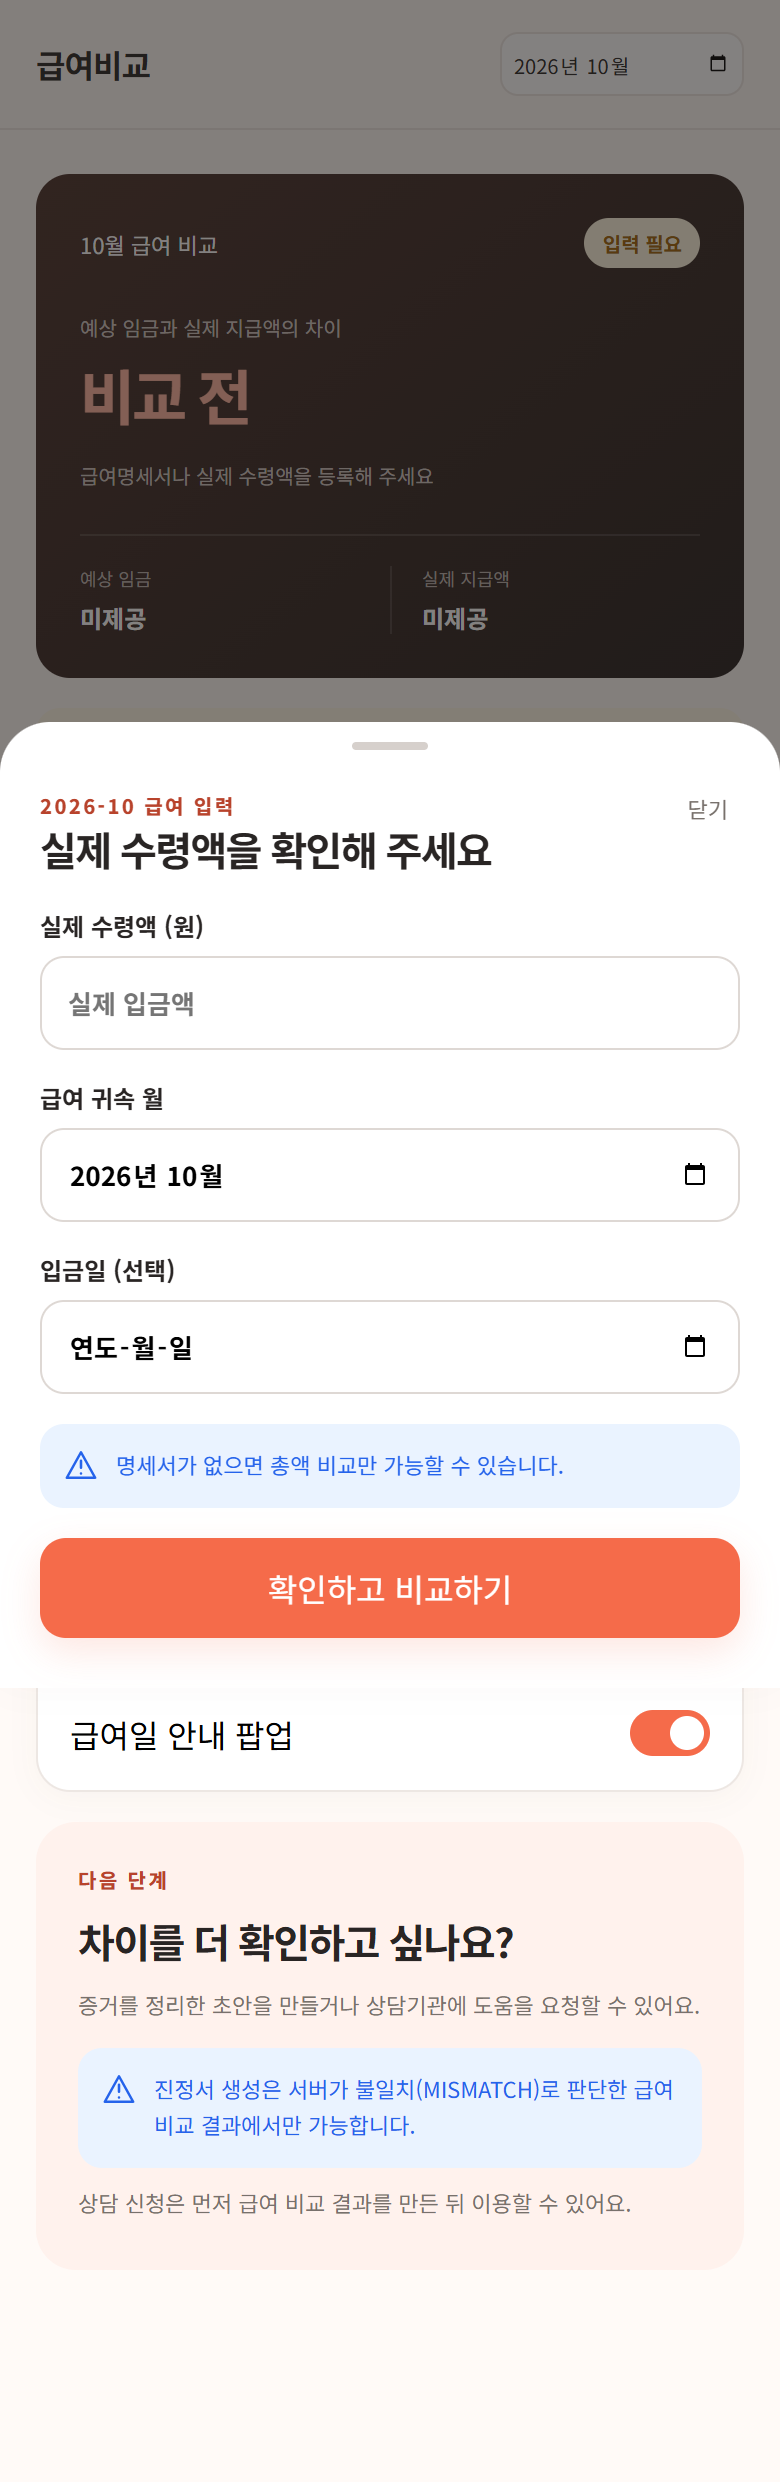 급여비교
2026년 10월
10월 급여 비교
입력 필요
예상 임금과 실제 지급액의 차이
비교 전
급여명세서나 실제 수령액을 등록해 주세요
예상 임금
실제 지급액
미제공
미제공
2026-10 급여 입력
닫기
실제 수령액을 확인해 주세요
실제 수령액 (원)
실제 입금액
급여 귀속 월
2026년 10월
입금일 (선택)
연도-월-일
명세서가 없으면 총액 비교만 가능할 수 있습니다.
확인하고 비교하기
급여일 안내 팝업
다음 단계
차이를 더 확인하고 싶나요?
증거를 정리한 초안을 만들거나 상담기관에 도움을 요청할 수 있어요.
진정서 생성은 서버가 불일치(MISMATCH)로 판단한 급여
비교 결과에서만 가능합니다.
상담 신청은 먼저 급여 비교 결과를 만든 뒤 이용할 수 있어요.